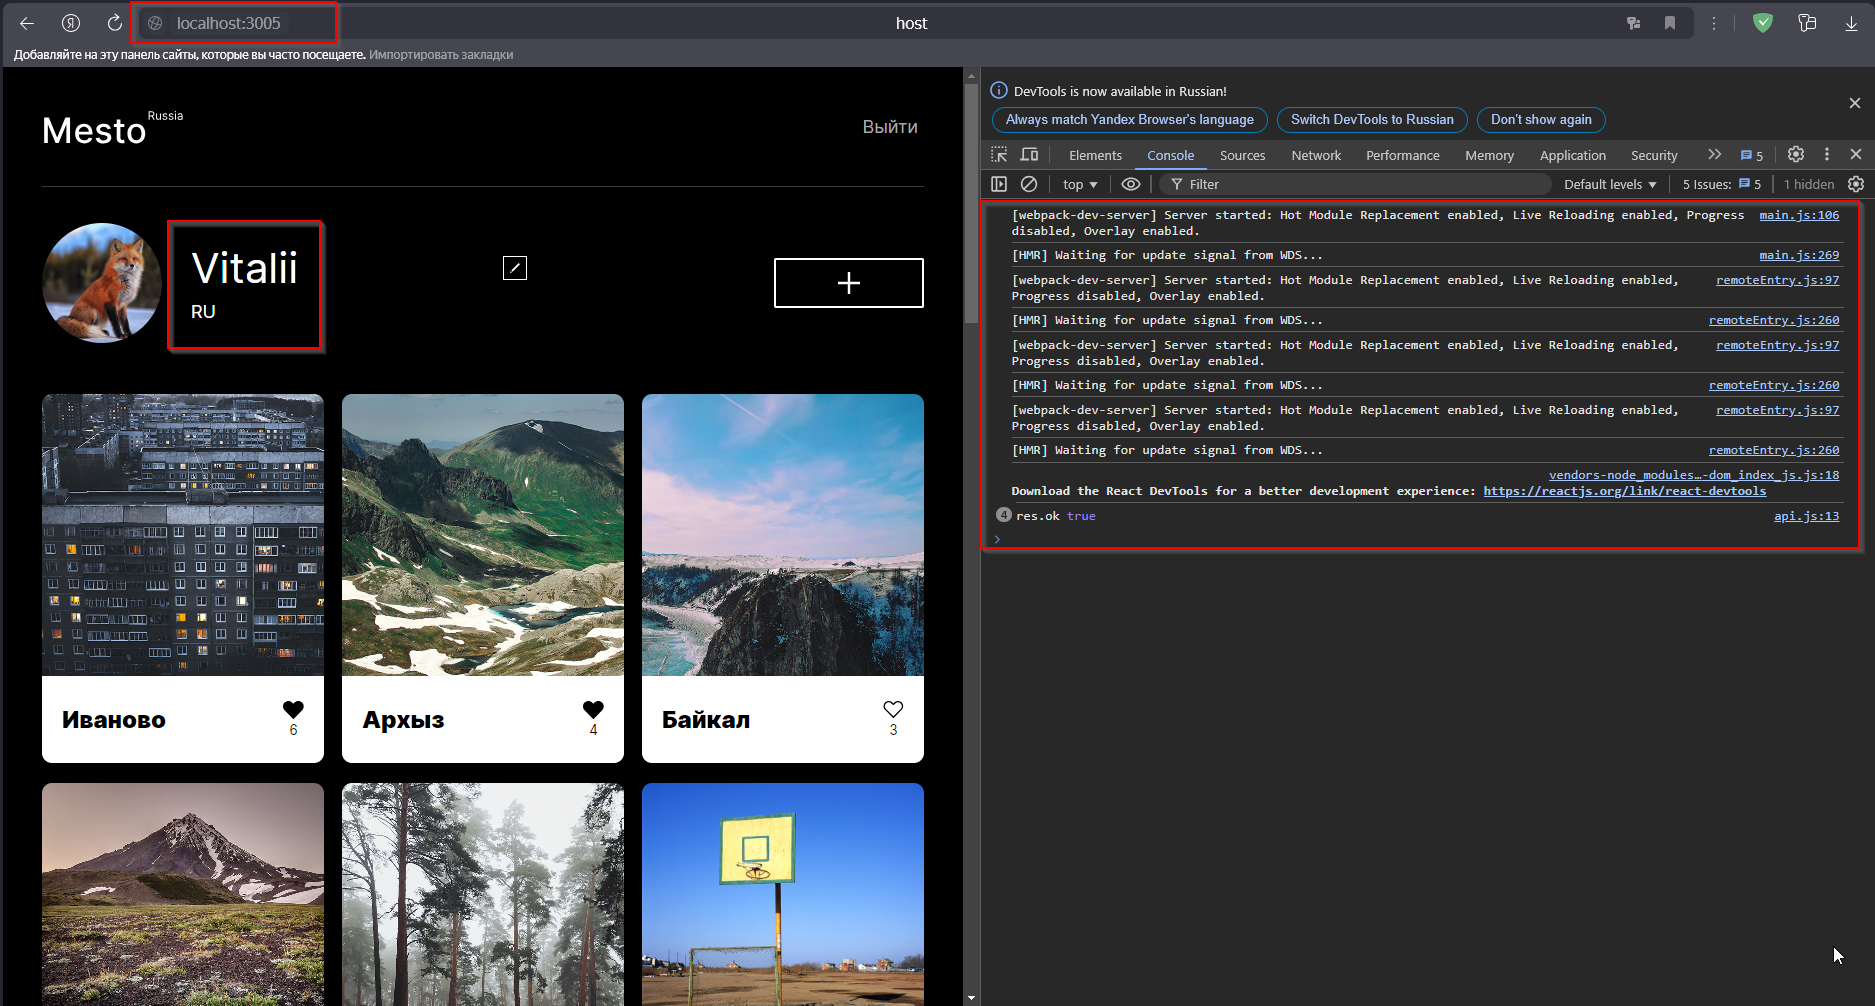 localhost:3005
host
Добавляйте на эту панель сайты, которые вы часто посещаете. Импортировать закладки
Mesto Russia
Выйти
Vitalii
RU
Иваново
6
Архыз
4
Байкал
3
DevTools is now available in Russian!
Always match Yandex Browser's language
Switch DevTools to Russian
Don't show again
Elements Console Sources Network Performance Memory Application Security 5
top Filter Default levels 5 Issues: 5 1 hidden
[webpack-dev-server] Server started: Hot Module Replacement enabled, Live Reloading enabled, Progress main.js:106
disabled, Overlay enabled.
[HMR] Waiting for update signal from WDS... main.js:269
[webpack-dev-server] Server started: Hot Module Replacement enabled, Live Reloading enabled, remoteEntry.js:97
Progress disabled, Overlay enabled.
[HMR] Waiting for update signal from WDS... remoteEntry.js:260
[webpack-dev-server] Server started: Hot Module Replacement enabled, Live Reloading enabled, remoteEntry.js:97
Progress disabled, Overlay enabled.
[HMR] Waiting for update signal from WDS... remoteEntry.js:260
[webpack-dev-server] Server started: Hot Module Replacement enabled, Live Reloading enabled, remoteEntry.js:97
Progress disabled, Overlay enabled.
[HMR] Waiting for update signal from WDS... remoteEntry.js:260
vendors-node_modules…-dom_index_js.js:18
Download the React DevTools for a better development experience: https://reactjs.org/link/react-devtools
4 res.ok true api.js:13